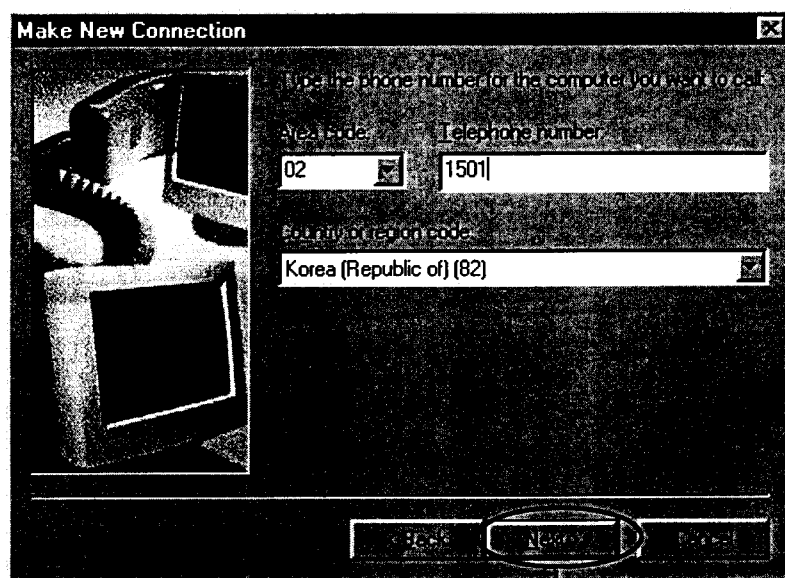 Make New Connection
Type the phone number for the computer you want to call:
Area code: Telephone number:
02 1501
Country or region code:
Korea (Republic of) (82)
< Back Next > Cancel